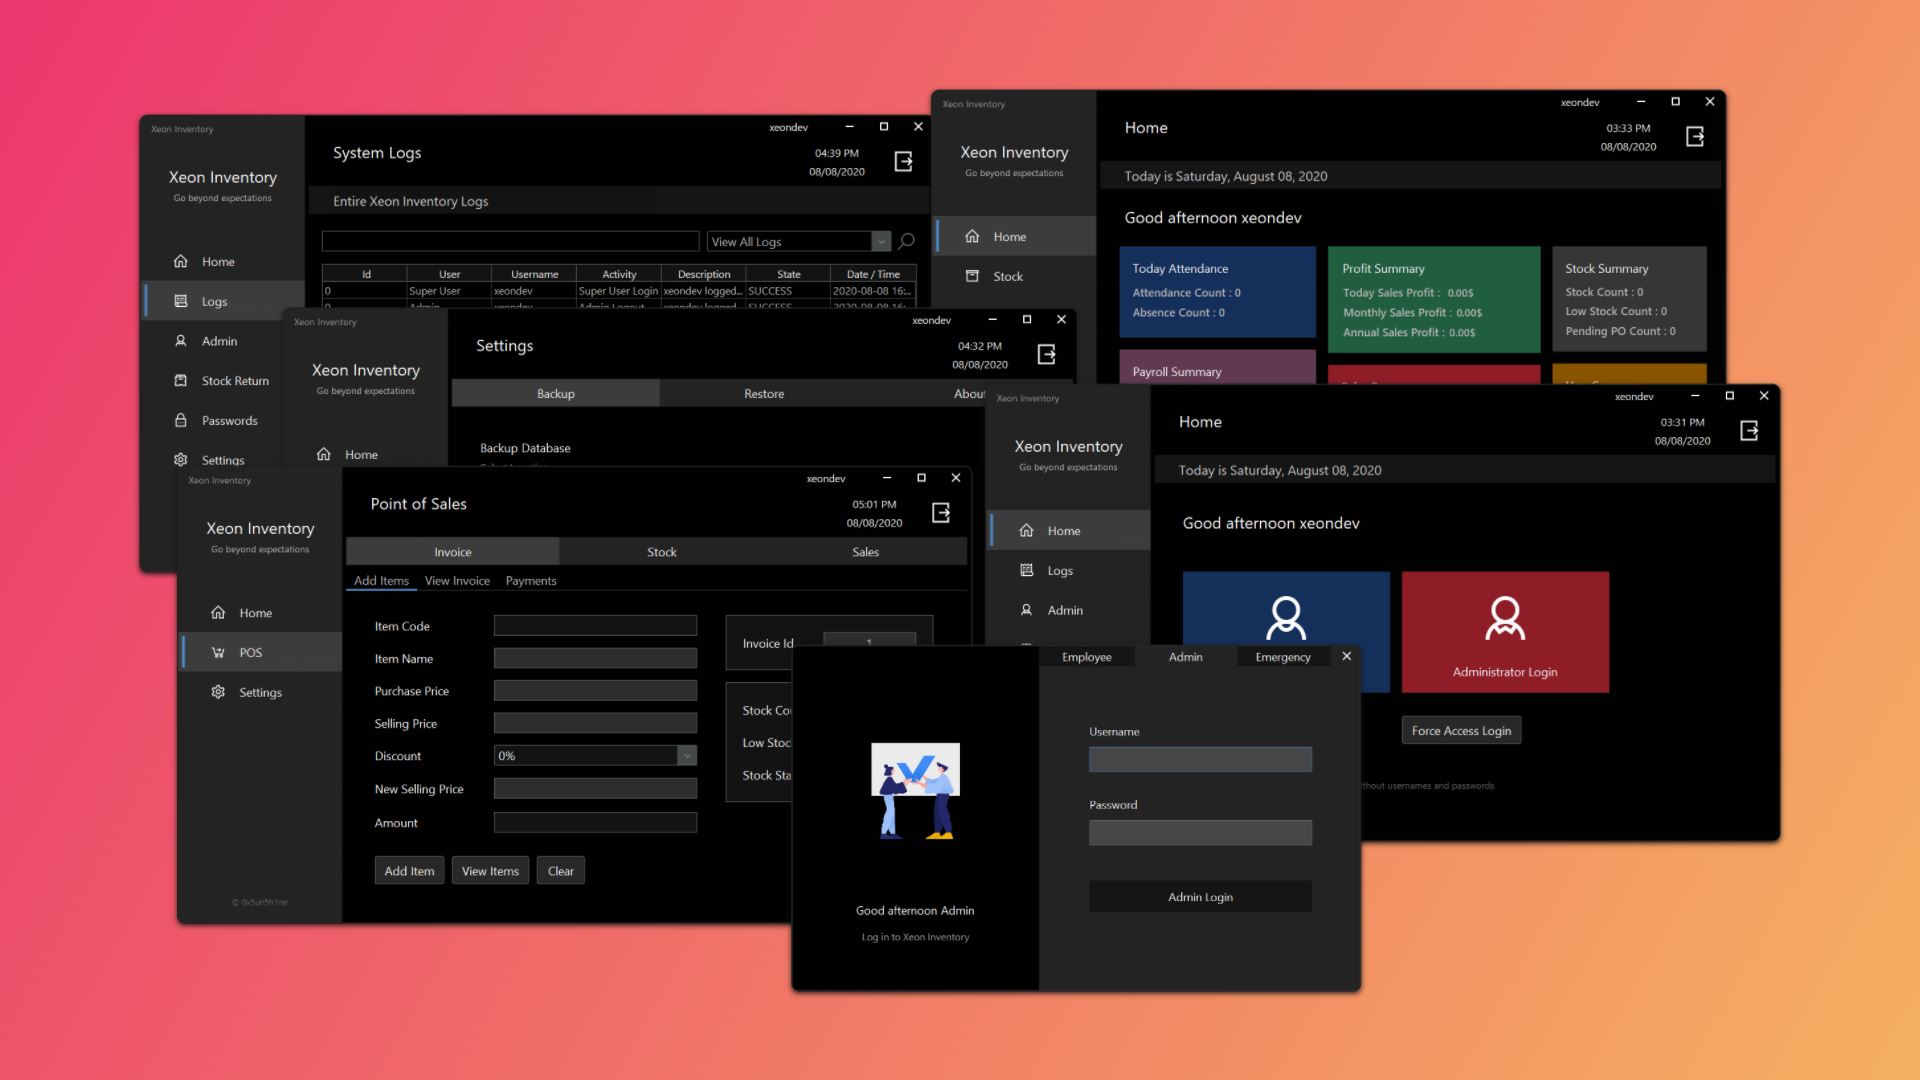 Xeon Inventory
xeondev
System Logs
04:39 PM
08/08/2020
Xeon Inventory
Go beyond expectations
Entire Xeon Inventory Logs
View All Logs
Id User Username Activity Description State Date / Time
0 Super User xeondev Super User Login xeondev logged... SUCCESS 2020-08-08 16:...
0 Admin xeondev Admin Logout xeondev logged... SUCCESS 2020-08-08 16:...
Home
Logs
Admin
Stock Return
Passwords
Settings
Xeon Inventory
xeondev
Home
03:33 PM
08/08/2020
Xeon Inventory
Go beyond expectations
Today is Saturday, August 08, 2020
Good afternoon xeondev
Home
Stock
Today Attendance
Attendance Count : 0
Absence Count : 0
Profit Summary
Today Sales Profit : 0.00$
Monthly Sales Profit : 0.00$
Annual Sales Profit : 0.00$
Stock Summary
Stock Count : 0
Low Stock Count : 0
Pending PO Count : 0
Payroll Summary
Xeon Inventory
xeondev
Settings
04:32 PM
08/08/2020
Xeon Inventory
Go beyond expectations
Backup Restore About
Backup Database
Home
Xeon Inventory
xeondev
Home
03:31 PM
08/08/2020
Xeon Inventory
Go beyond expectations
Today is Saturday, August 08, 2020
Good afternoon xeondev
Home
Logs
Admin
Administrator Login
Force Access Login
usernames and passwords
Xeon Inventory
xeondev
Point of Sales
05:01 PM
08/08/2020
Xeon Inventory
Go beyond expectations
Invoice Stock Sales
Add Items View Invoice Payments
Home
POS
Settings
Item Code
Item Name
Purchase Price
Selling Price
Discount 0%
New Selling Price
Amount
Invoice Id 1
Stock
Low
Stock
Add Item View Items Clear
© 0x5un5h1ne
Employee Admin Emergency
Username
Password
Admin Login
Good afternoon Admin
Log in to Xeon Inventory